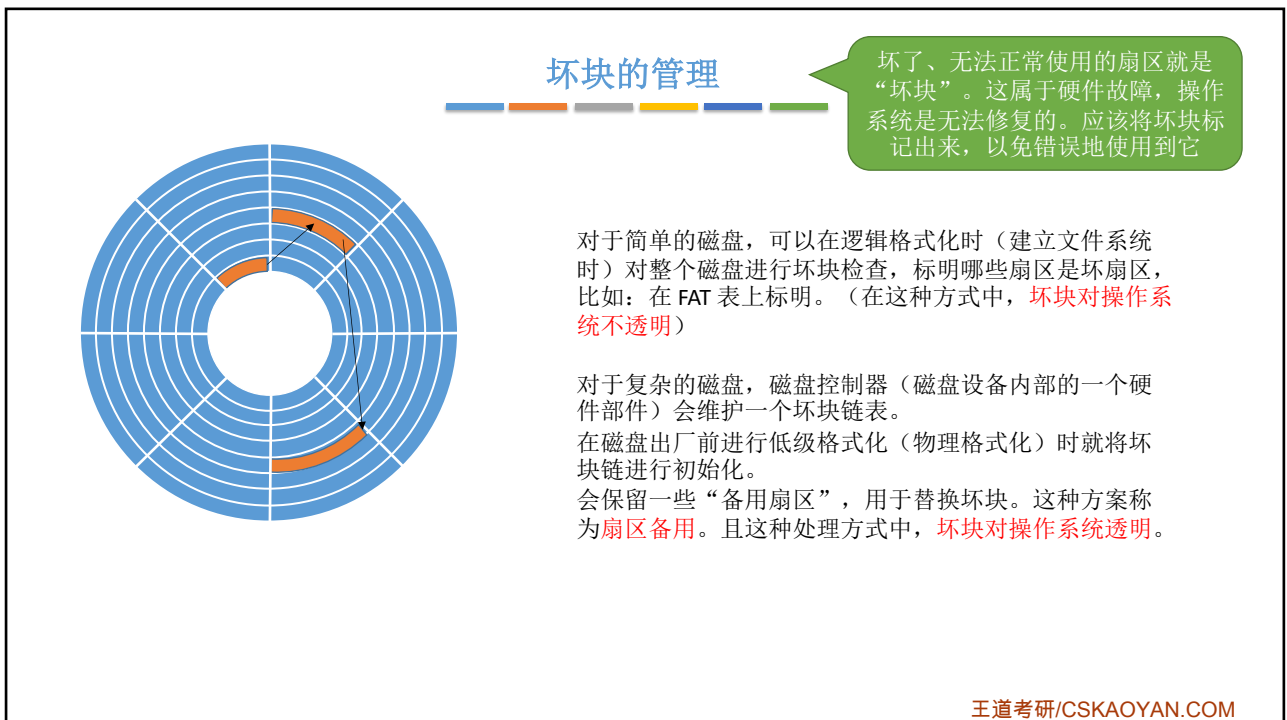 坏块的管理
坏了、无法正常使用的扇区就是
“坏块”。这属于硬件故障，操作
系统是无法修复的。应该将坏块标
记出来，以免错误地使用到它
对于简单的磁盘，可以在逻辑格式化时（建立文件系统
时）对整个磁盘进行坏块检查，标明哪些扇区是坏扇区，
比如：在 FAT 表上标明。（在这种方式中，坏块对操作系
统不透明）
对于复杂的磁盘，磁盘控制器（磁盘设备内部的一个硬
件部件）会维护一个坏块链表。
在磁盘出厂前进行低级格式化（物理格式化）时就将坏
块链进行初始化。
会保留一些“备用扇区”，用于替换坏块。这种方案称
为扇区备用。且这种处理方式中，坏块对操作系统透明。
王道考研/CSKAOYAN.COM